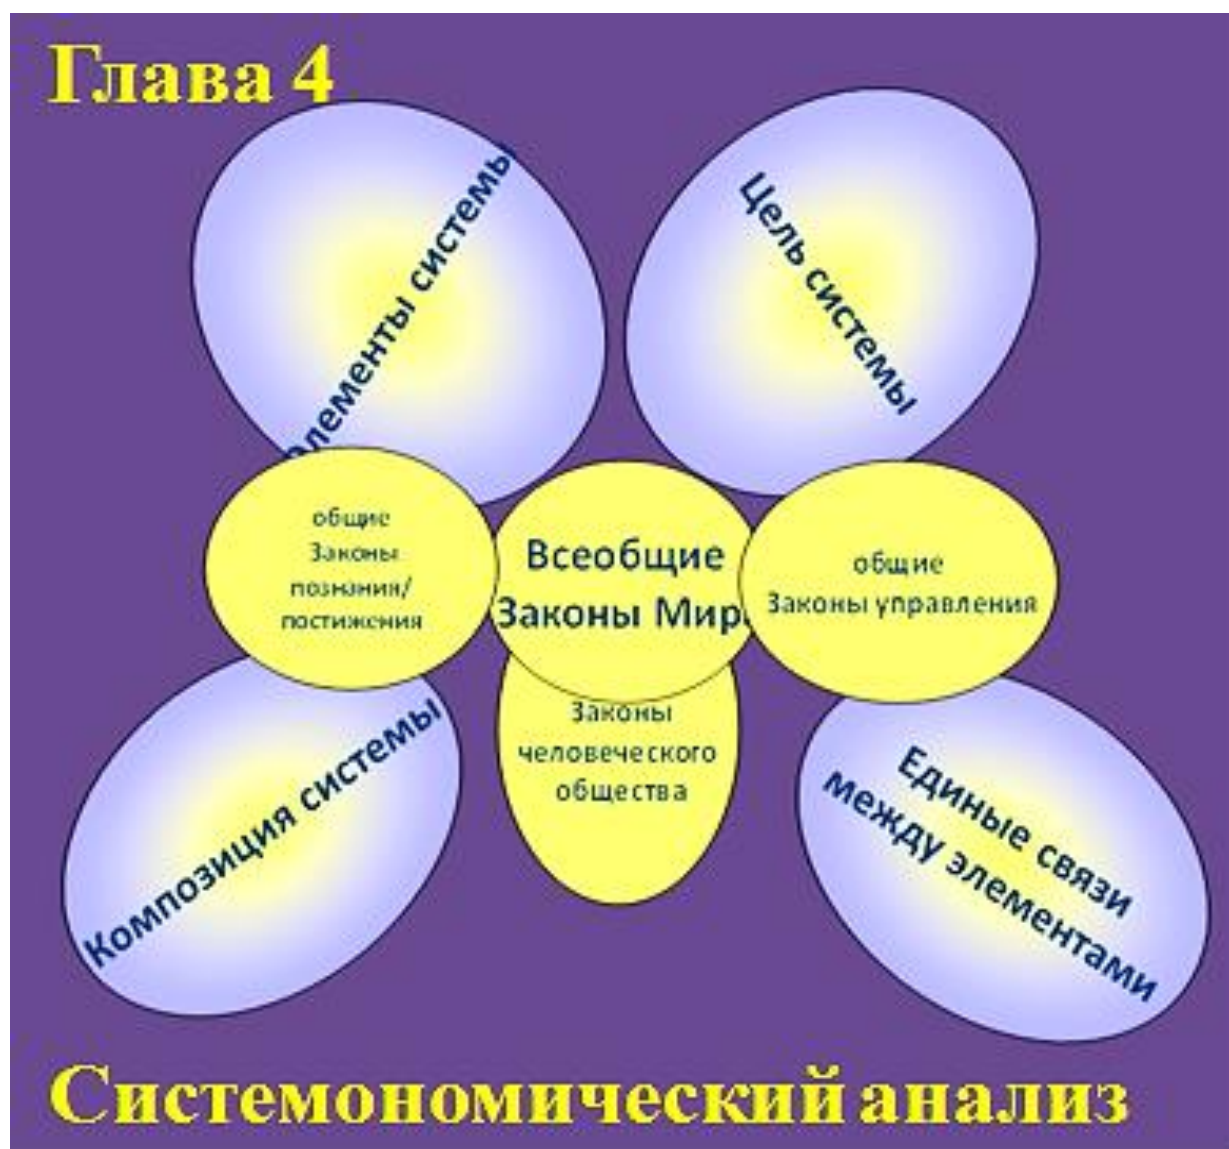 Глава 4
Элементы системы
Цель системы
общие
Законы
познания/
постижения
Всеобщие
Законы Мира
общие
Законы управления
Законы
человеческого
общества
Композиция системы
Единые связи
между элементами
Системономический анализ